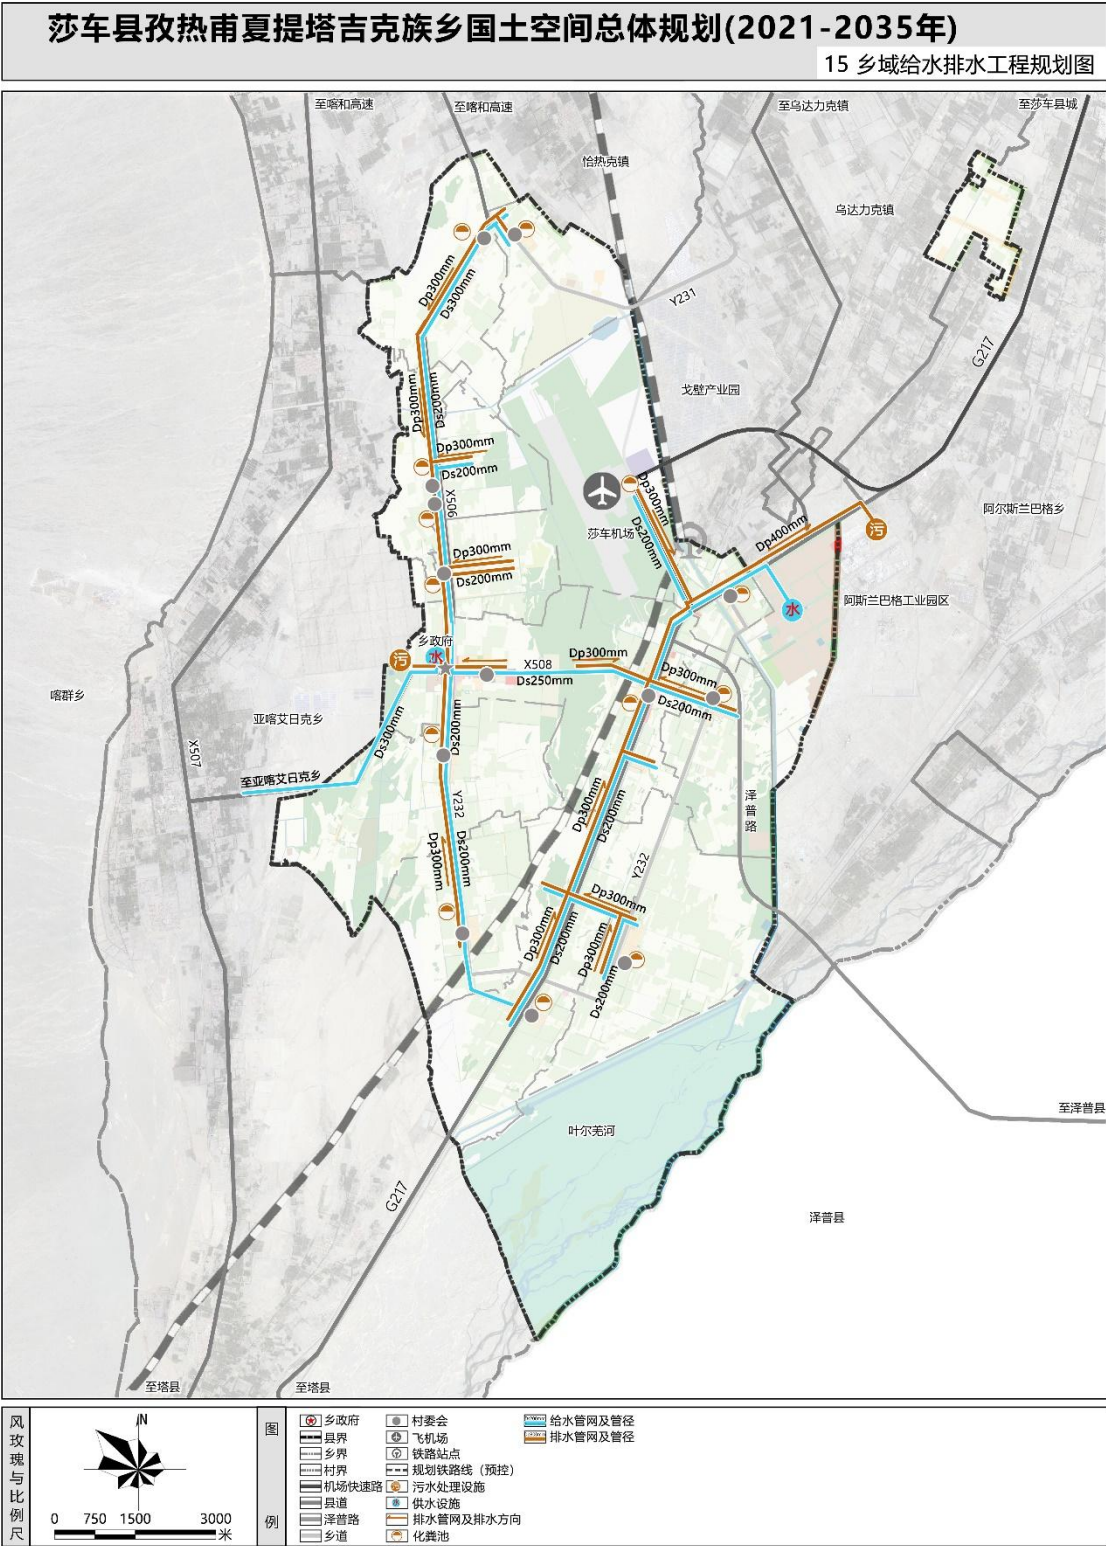 莎车县孜热甫夏提塔吉克族乡国土空间总体规划(2021-2035年)
15 乡域给水排水工程规划图
至喀和高速
至喀和高速
至乌达力克镇
至莎车县城
恰热克镇
乌达力克镇
Dp300mm
Ds300mm
Y231
G217
戈壁产业园
Dp300mm
Ds200mm
Dp300mm
Ds200mm
X506
Dp300mm
Ds200mm
莎车机场
Dp400mm
污
阿尔斯兰巴格乡
Dp300mm
Ds200mm
水
阿斯兰巴格工业园区
乡政府
污
水
X508
Ds250mm
Dp300mm
Dp300mm
Ds200mm
喀群乡
亚喀艾日克乡
X507
Ds300mm
Ds200mm
至亚喀艾日克乡
Y232
泽普路
Dp300mm
Ds200mm
Dp300mm
Ds200mm
Y232
Dp300mm
Dp300mm
Ds200mm
Dp300mm
Ds200mm
至泽普县
叶尔羌河
G217
泽普县
至塔县
至塔县
风玫瑰与比例尺
N
0 750 1500 3000
米
图例
乡政府
县界
乡界
村界
机场快速路
县道
泽普路
乡道
村委会
飞机场
铁路站点
规划铁路线（预控）
污水处理设施
供水设施
排水管网及排水方向
化粪池
给水管网及管径
排水管网及管径